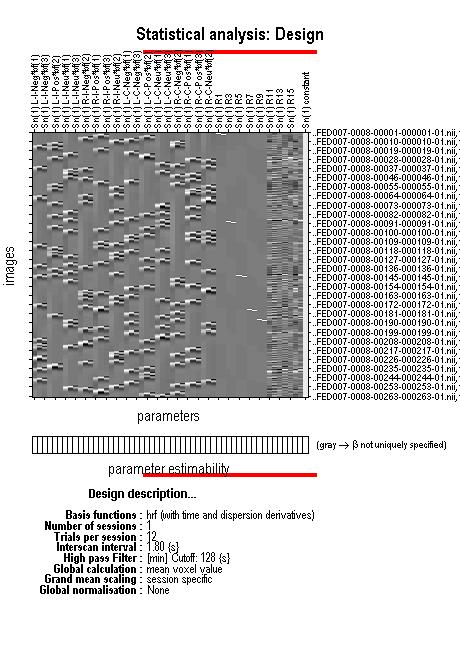 Statistical analysis: Design
Sn(1) L-I-Neg*bf(1)
Sn(1) L-I-Neg*bf(3)
Sn(1) L-I-Pos*bf(2)
Sn(1) L-I-Neu*bf(1)
Sn(1) L-I-Neu*bf(3)
Sn(1) R-I-Neg*bf(2)
Sn(1) R-I-Pos*bf(1)
Sn(1) R-I-Pos*bf(3)
Sn(1) R-I-Neu*bf(2)
Sn(1) L-C-Neg*bf(1)
Sn(1) L-C-Neg*bf(3)
Sn(1) L-C-Pos*bf(2)
Sn(1) L-C-Neu*bf(1)
Sn(1) L-C-Neu*bf(3)
Sn(1) R-C-Neg*bf(2)
Sn(1) R-C-Pos*bf(1)
Sn(1) R-C-Pos*bf(3)
Sn(1) R-C-Neu*bf(2)
Sn(1) R1
Sn(1) R3
Sn(1) R5
Sn(1) R7
Sn(1) R9
Sn(1) R11
Sn(1) R13
Sn(1) R15
Sn(1) constant
images
..FED007-0008-00001-000001-01.nii,
..FED007-0008-00010-000010-01.nii,
..FED007-0008-00019-000019-01.nii,
..FED007-0008-00028-000028-01.nii,
..FED007-0008-00037-000037-01.nii,
..FED007-0008-00046-000046-01.nii,
..FED007-0008-00055-000055-01.nii,
..FED007-0008-00064-000064-01.nii,
..FED007-0008-00073-000073-01.nii,
..FED007-0008-00082-000082-01.nii,
..FED007-0008-00091-000091-01.nii,
..FED007-0008-00100-000100-01.nii,
..FED007-0008-00109-000109-01.nii,
..FED007-0008-00118-000118-01.nii,
..FED007-0008-00127-000127-01.nii,
..FED007-0008-00136-000136-01.nii,
..FED007-0008-00145-000145-01.nii,
..FED007-0008-00154-000154-01.nii,
..FED007-0008-00163-000163-01.nii,
..FED007-0008-00172-000172-01.nii,
..FED007-0008-00181-000181-01.nii,
..FED007-0008-00190-000190-01.nii,
..FED007-0008-00199-000199-01.nii,
..FED007-0008-00208-000208-01.nii,
..FED007-0008-00217-000217-01.nii,
..FED007-0008-00226-000226-01.nii,
..FED007-0008-00235-000235-01.nii,
..FED007-0008-00244-000244-01.nii,
..FED007-0008-00253-000253-01.nii,
..FED007-0008-00263-000263-01.nii,
parameters
(gray → β not uniquely specified)
parameter estimability
Design description...
Basis functions : hrf (with time and dispersion derivatives)
Number of sessions : 1
Trials per session : 12
Interscan interval : 1.80 {s}
High pass Filter : [min] Cutoff: 128 {s}
Global calculation : mean voxel value
Grand mean scaling : session specific
Global normalisation : None